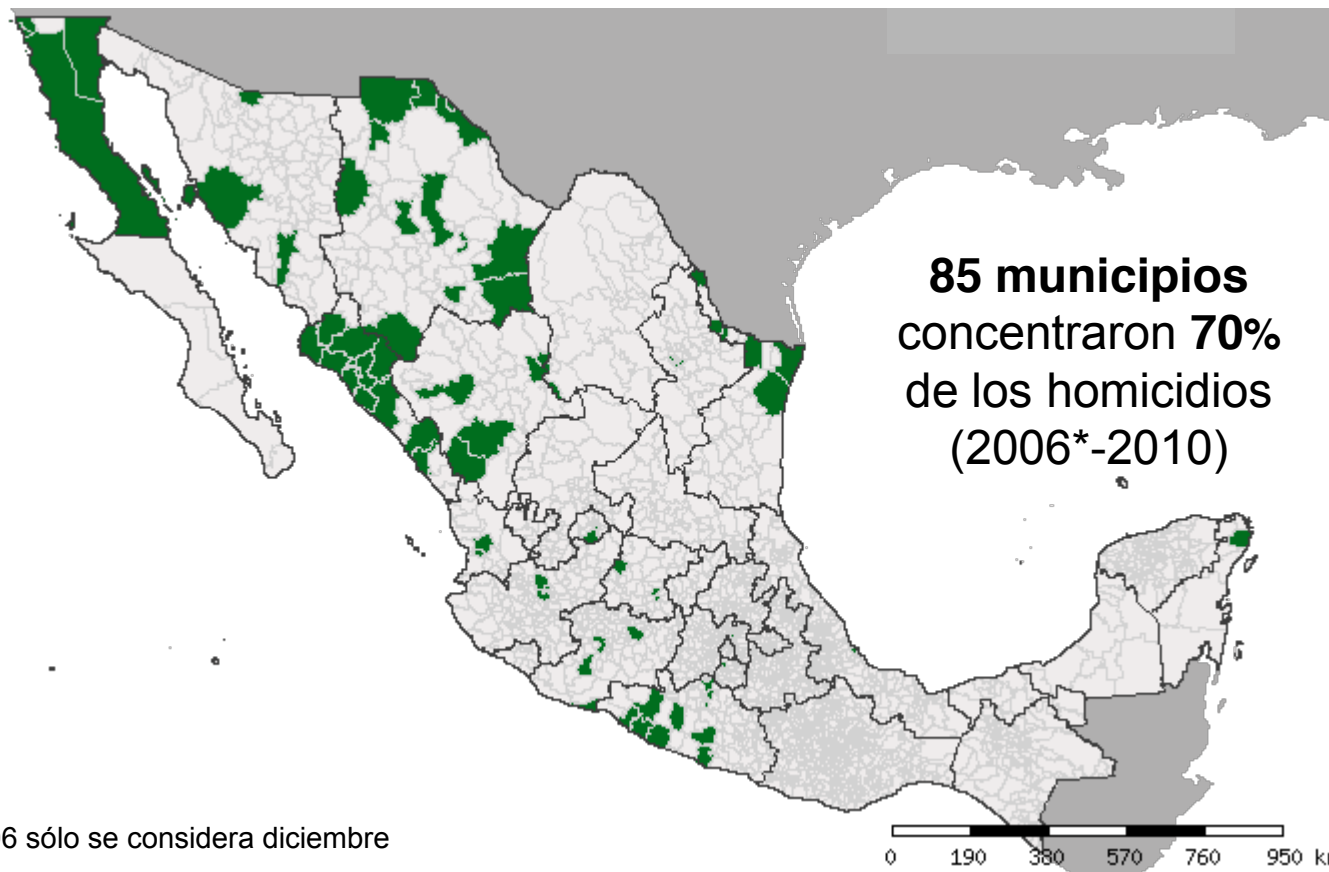 85 municipios
concentraron 70%
de los homicidios
(2006*-2010)
6 sólo se considera diciembre
0 190 380 570 760 950 k